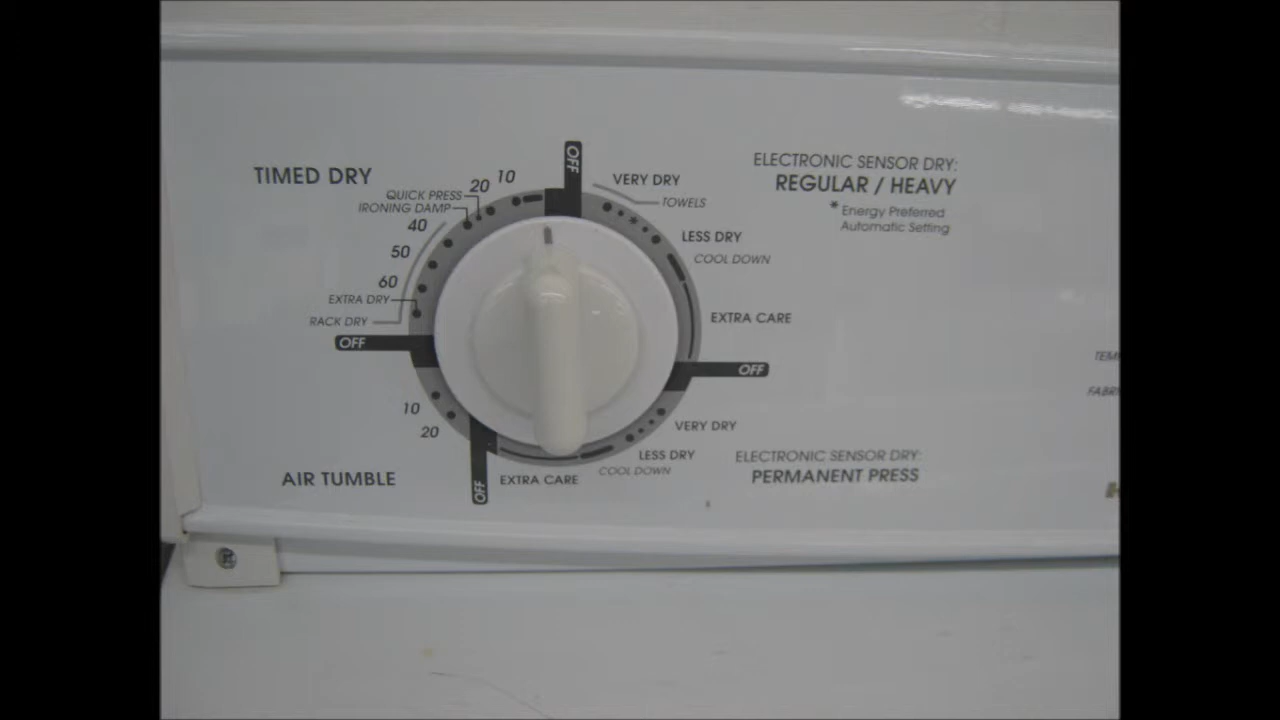 OFF
TIMED DRY
10
20
QUICK PRESS
IRONING DAMP
40
50
60
EXTRA DRY
RACK DRY
OFF
VERY DRY
TOWELS
LESS DRY
COOL DOWN
EXTRA CARE
OFF
ELECTRONIC SENSOR DRY:
REGULAR / HEAVY
* Energy Preferred
Automatic Setting
10
20
AIR TUMBLE
OFF
EXTRA CARE
VERY DRY
LESS DRY
COOL DOWN
ELECTRONIC SENSOR DRY:
PERMANENT PRESS